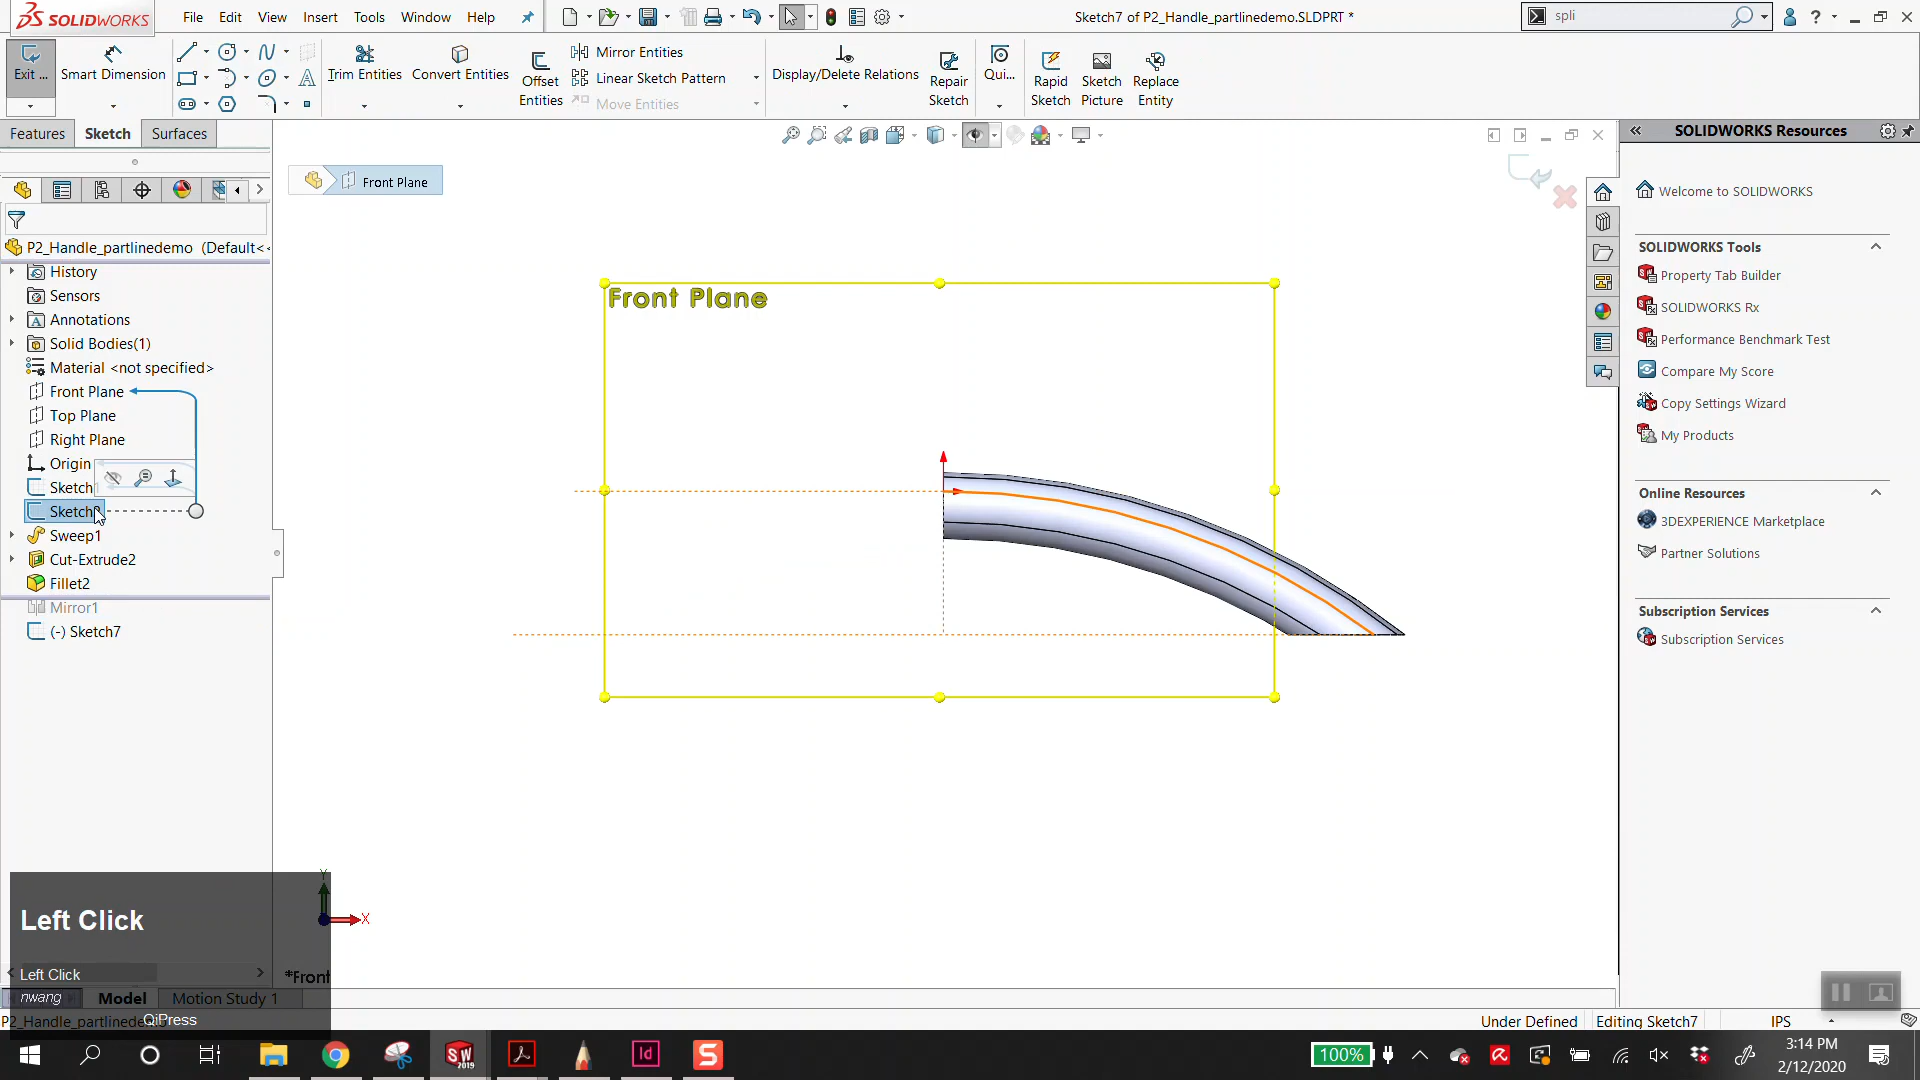 SOLIDWORKS File Edit View Insert Tools Window Help Sketch7 of P2_Handle_partlinedemo.SLDPRT * spli
Exit ... Smart Dimension Trim Entities Convert Entities Offset Entities Mirror Entities Linear Sketch Pattern Move Entities Display/Delete Relations Repair Sketch Qui... Rapid Sketch Sketch Picture Replace Entity
Features Sketch Surfaces
SOLIDWORKS Resources
Front Plane
P2_Handle_partlinedemo (Default<
History
Sensors
Annotations
Solid Bodies(1)
Material <not specified>
Front Plane
Top Plane
Right Plane
Origin
Sketch
Sketch
Sweep1
Cut-Extrude2
Fillet2
Mirror1
(-) Sketch7
Front Plane
Y
X
*Front
Welcome to SOLIDWORKS
SOLIDWORKS Tools
Property Tab Builder
SOLIDWORKS Rx
Performance Benchmark Test
Compare My Score
Copy Settings Wizard
My Products
Online Resources
3DEXPERIENCE Marketplace
Partner Solutions
Subscription Services
Subscription Services
Left Click
Left Click
nwang
QiPress
Model Motion Study 1
P2_Handle_partlinede
Under Defined Editing Sketch7 IPS
SW 2019 Id S 100% 3:14 PM
2/12/2020